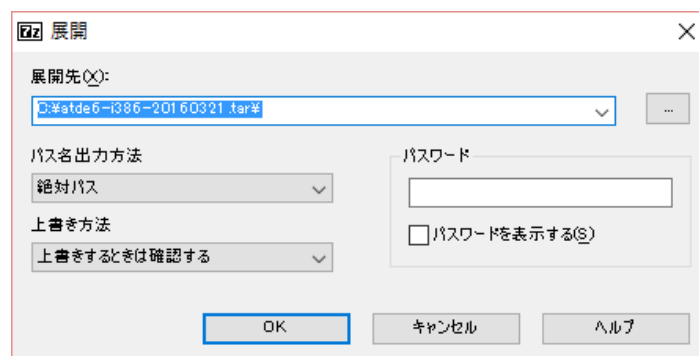 7z 展開
展開先(X):
C:¥atde6-i386-20160321.tar¥
...
パス名出力方法
絶対パス
上書き方法
上書きするときは確認する
パスワード
パスワードを表示する(S)
OK
キャンセル
ヘルプ